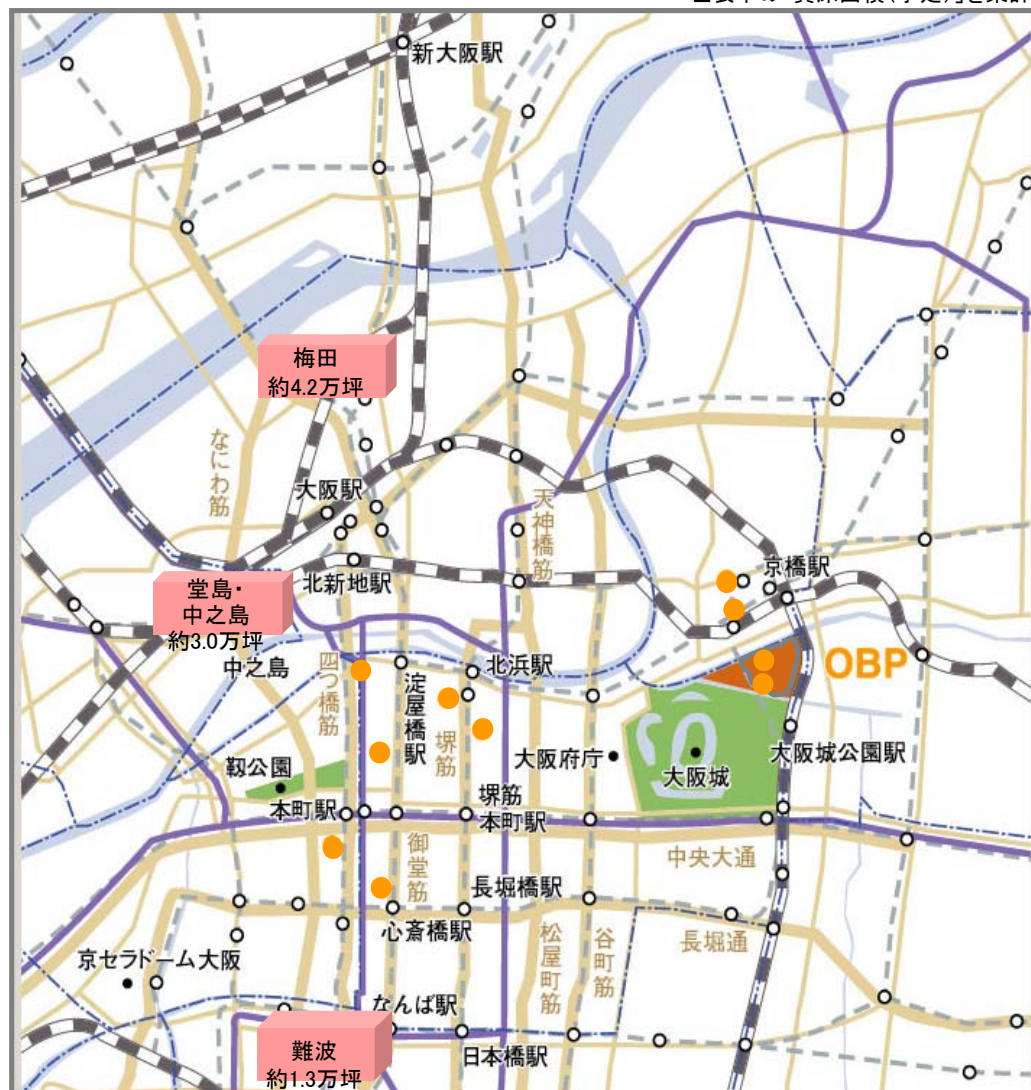 新大阪駅
梅田
約4.2万坪
なにわ筋
大阪駅
天神橋筋
北新地駅
京橋駅
堂島・
中之島
約3.0万坪
中之島
四つ橋筋
淀屋橋駅
北浜駅
堺筋
OBP
大阪府庁
大阪城
大阪城公園駅
靱公園
本町駅
堺筋
本町駅
御堂筋
中央大通
長堀橋駅
心斎橋駅
松屋町筋
谷町筋
長堀通
京セラドーム大阪
なんば駅
難波
約1.3万坪
日本橋駅